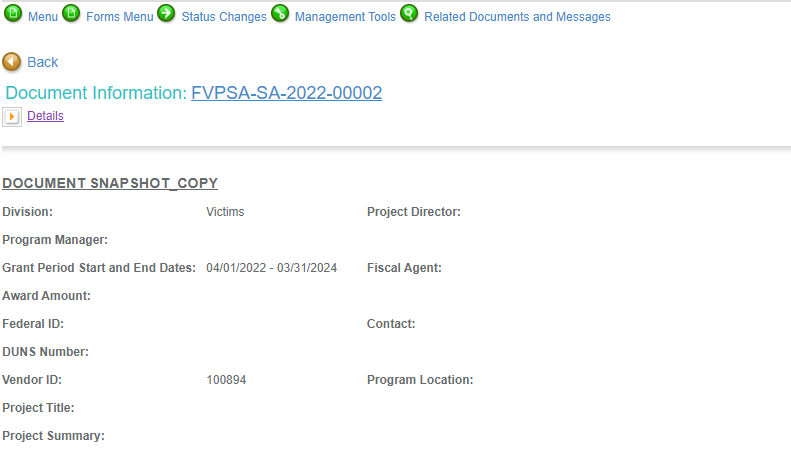 Menu Forms Menu Status Changes Management Tools Related Documents and Messages
Back
Document Information: FVPSA-SA-2022-00002
Details
DOCUMENT SNAPSHOT_COPY
Division: Victims Project Director:
Program Manager:
Grant Period Start and End Dates: 04/01/2022 - 03/31/2024 Fiscal Agent:
Award Amount:
Federal ID: Contact:
DUNS Number:
Vendor ID: 100894 Program Location:
Project Title:
Project Summary: